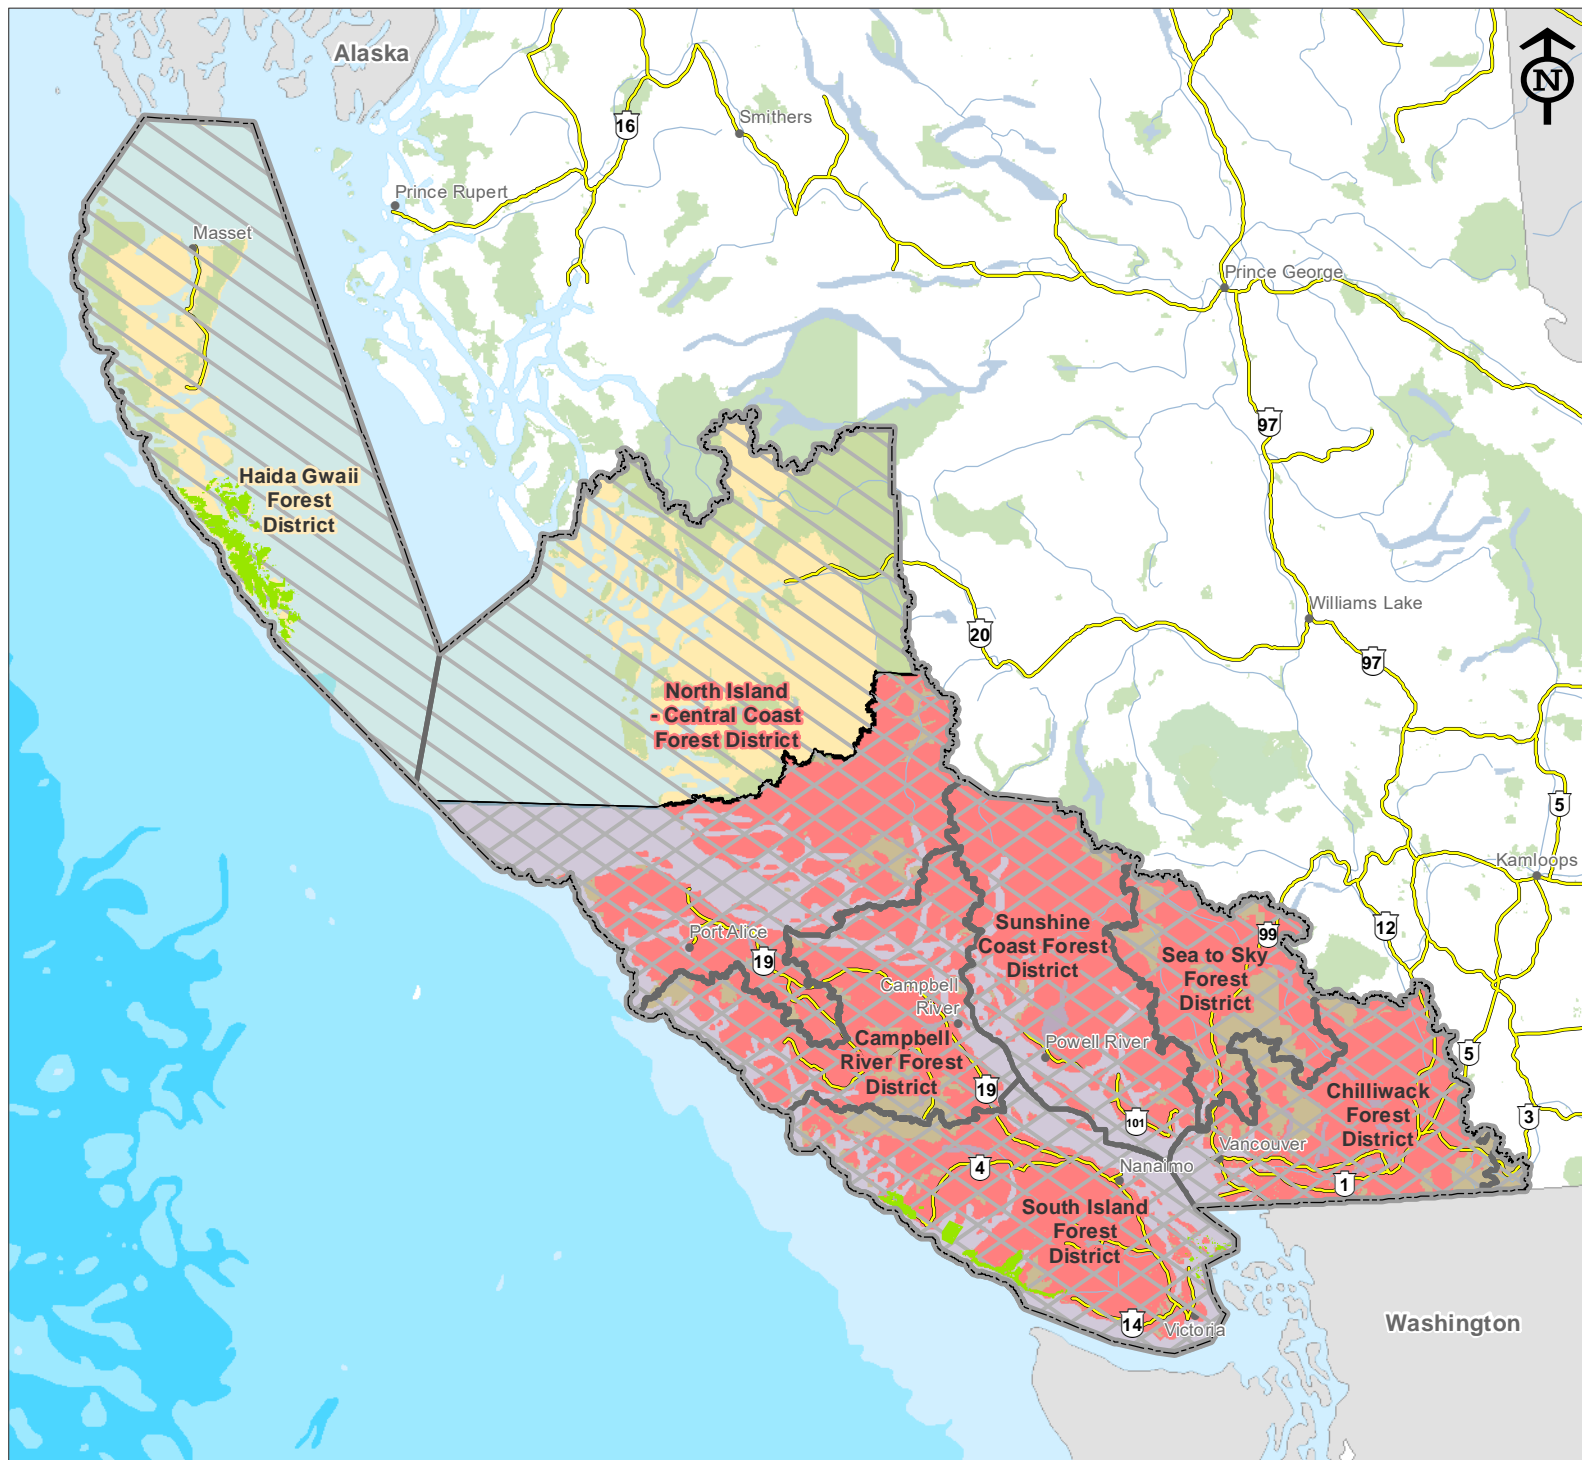 Alaska
N
16
Smithers
Prince Rupert
Masset
Prince George
97
Haida Gwaii
Forest
District
Williams Lake
20
97
North Island
- Central Coast
Forest District
5
Kamloops
Sunshine
Coast Forest
District
12
99
Port Alice
19
Sea to Sky
Forest
District
Campbell
River
Campbell
River Forest
District
Powell River
5
19
Chilliwack
Forest
District
101
3
Vancouver
4
Nanaimo
1
South Island
Forest
District
14
Victoria
Washington